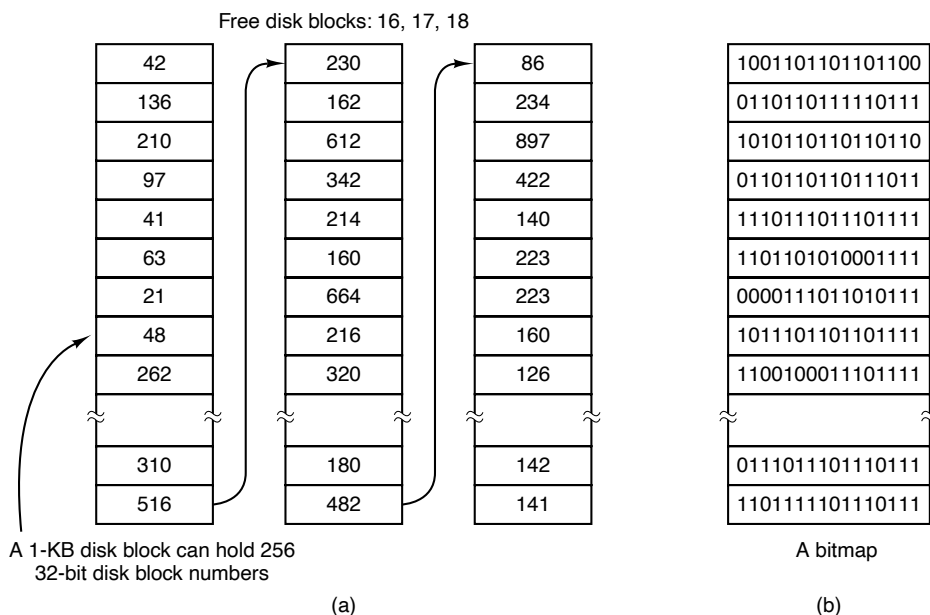 Free disk blocks: 16, 17, 18
42 230 86 1001101101101100
136 162 234 0110110111110111
210 612 897 1010110110110110
97 342 422 0110110110111011
41 214 140 1110111011101111
63 160 223 1101101010001111
21 664 223 0000111011010111
48 216 160 1011101101101111
262 320 126 1100100011101111
310 180 142 0111011101110111
516 482 141 1101111101110111
A 1-KB disk block can hold 256
32-bit disk block numbers
A bitmap
(a) (b)